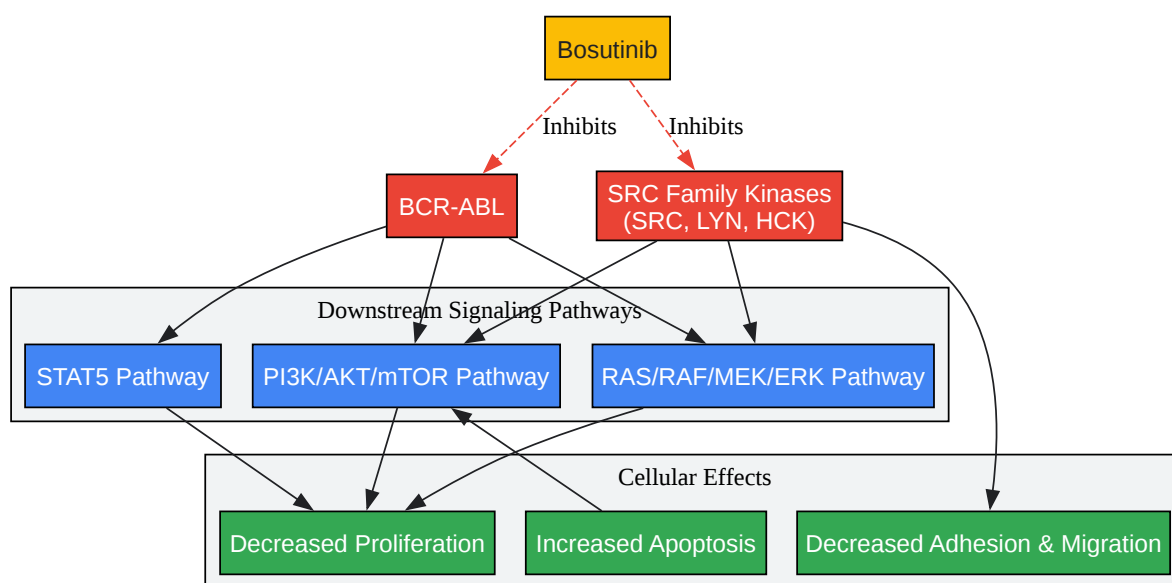 Bosutinib
Inhibits
Inhibits
BCR-ABL
SRC Family Kinases
(SRC, LYN, HCK)
Downstream Signaling Pathways
STAT5 Pathway
PI3K/AKT/mTOR Pathway
RAS/RAF/MEK/ERK Pathway
Cellular Effects
Decreased Proliferation
Increased Apoptosis
Decreased Adhesion & Migration